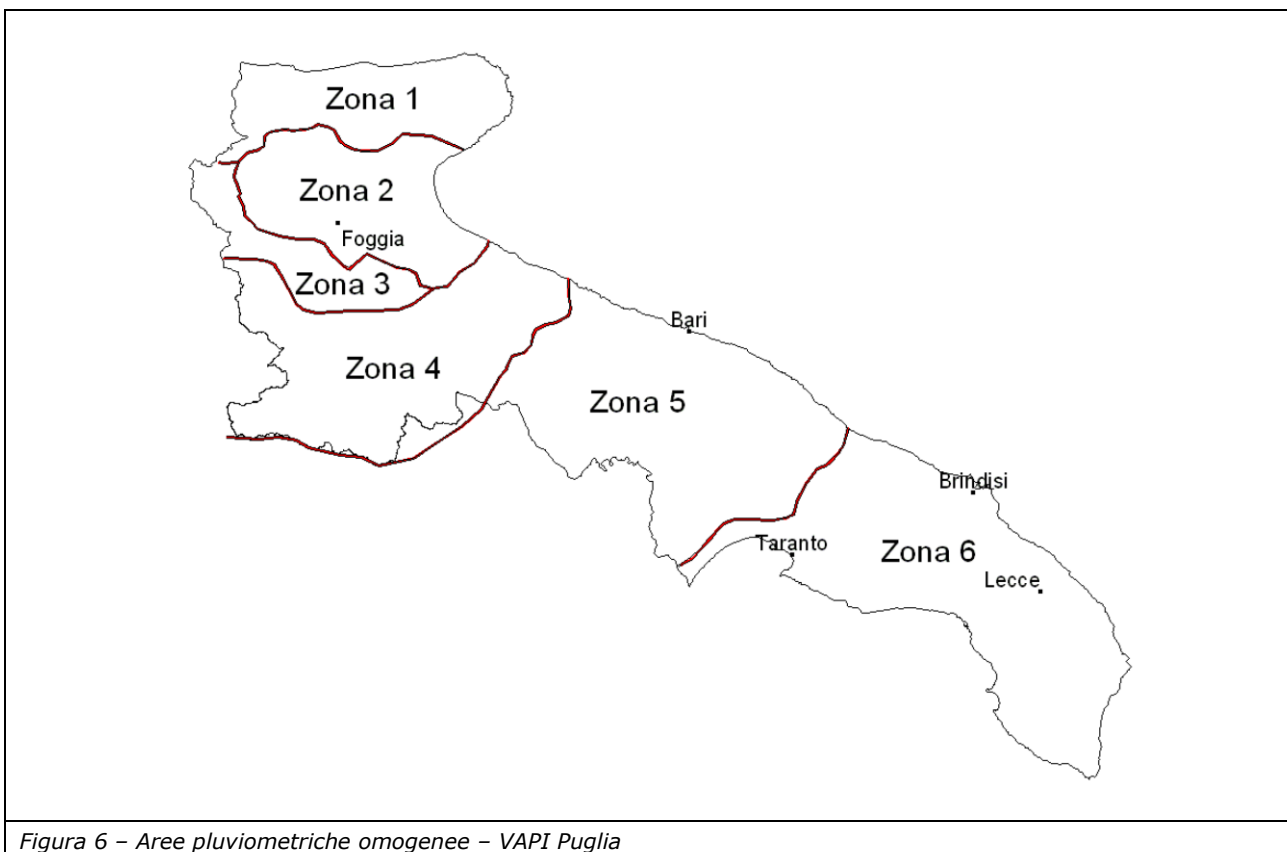 Zona 1
Zona 2
Foggia
Zona 3
Bari
Zona 4
Zona 5
Brindisi
Taranto
Zona 6
Lecce
Figura 6 – Aree pluviometriche omogenee – VAPI Puglia